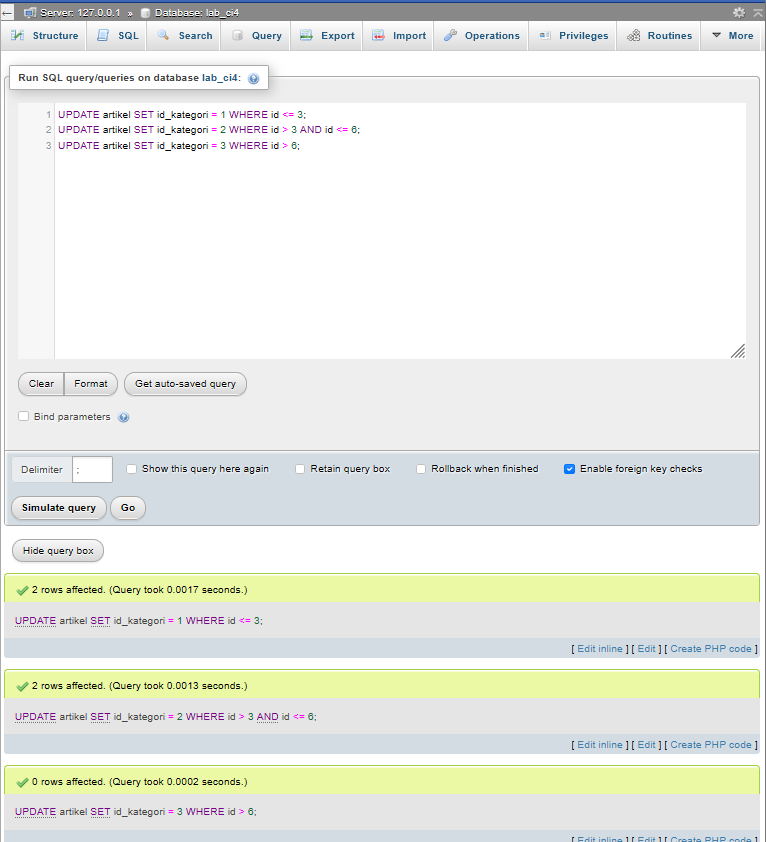 Server: 127.0.0.1 » Database: lab_ci4
Structure SQL Search Query Export Import Operations Privileges Routines More
Run SQL query/queries on database lab_ci4:
1 UPDATE artikel SET id_kategori = 1 WHERE id <= 3;
2 UPDATE artikel SET id_kategori = 2 WHERE id > 3 AND id <= 6;
3 UPDATE artikel SET id_kategori = 3 WHERE id > 6;
Clear Format Get auto-saved query
Bind parameters
Delimiter ; Show this query here again Retain query box Rollback when finished Enable foreign key checks
Simulate query Go
Hide query box
2 rows affected. (Query took 0.0017 seconds.)
UPDATE artikel SET id_kategori = 1 WHERE id <= 3;
[ Edit inline ] [ Edit ] [ Create PHP code ]
2 rows affected. (Query took 0.0013 seconds.)
UPDATE artikel SET id_kategori = 2 WHERE id > 3 AND id <= 6;
[ Edit inline ] [ Edit ] [ Create PHP code ]
0 rows affected. (Query took 0.0002 seconds.)
UPDATE artikel SET id_kategori = 3 WHERE id > 6;
[ Edit inline ] [ Edit ] [ Create PHP code ]